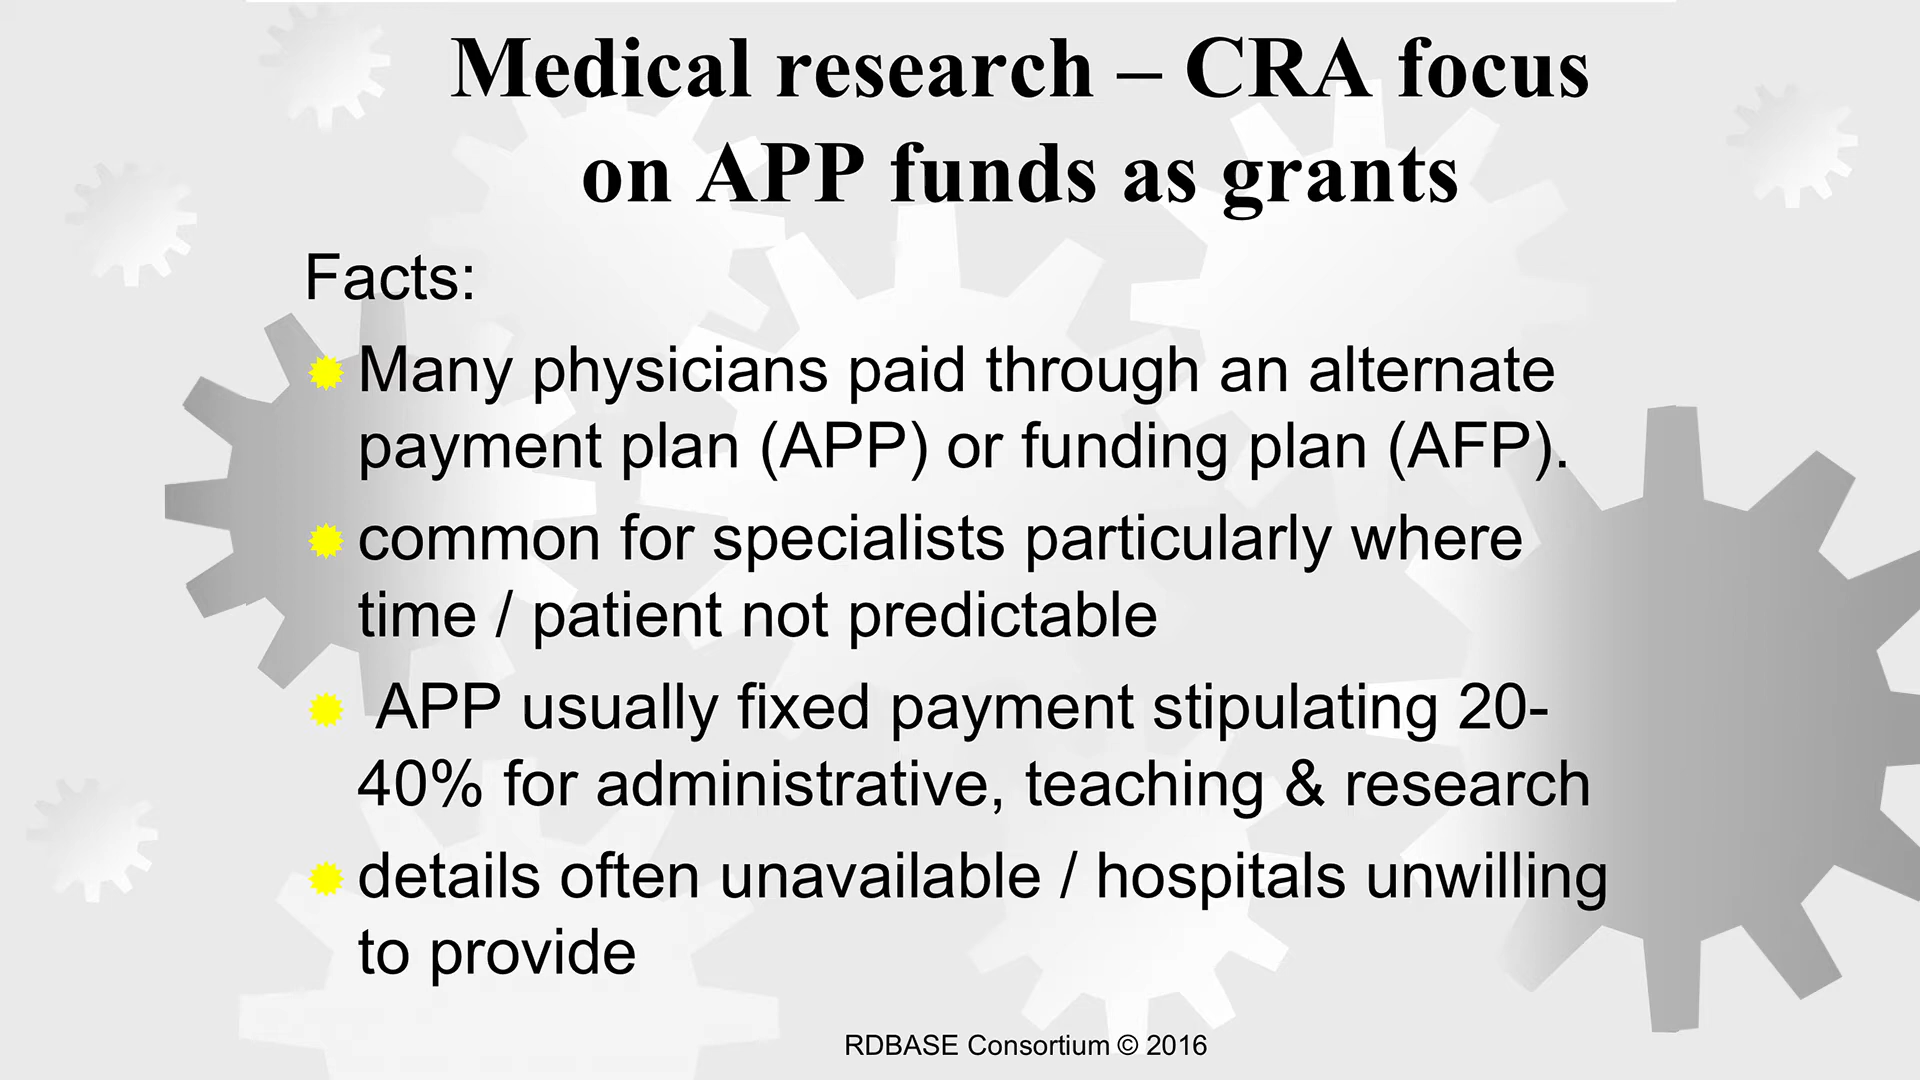 Medical research – CRA focus
on APP funds as grants
Facts:
Many physicians paid through an alternate
payment plan (APP) or funding plan (AFP).
common for specialists particularly where
time / patient not predictable
APP usually fixed payment stipulating 20-
40% for administrative, teaching & research
details often unavailable / hospitals unwilling
to provide
RDBASE Consortium © 2016